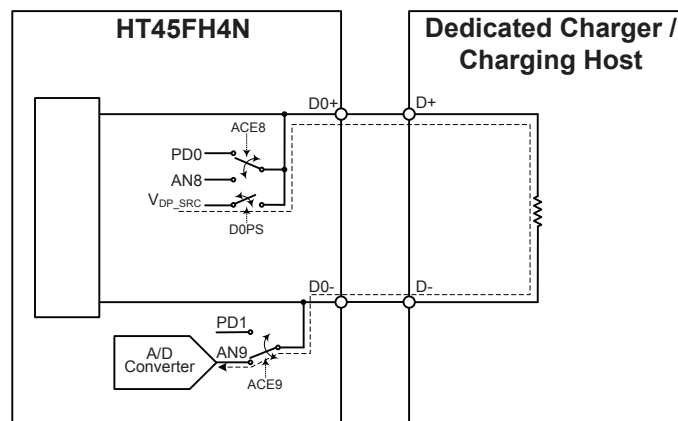 HT45FH4N
Dedicated Charger /
Charging Host
D0+
D+
ACE8
PD0
AN8
VDP_SRC
D0PS
D0-
D-
PD1
A/D
Converter
AN9
ACE9